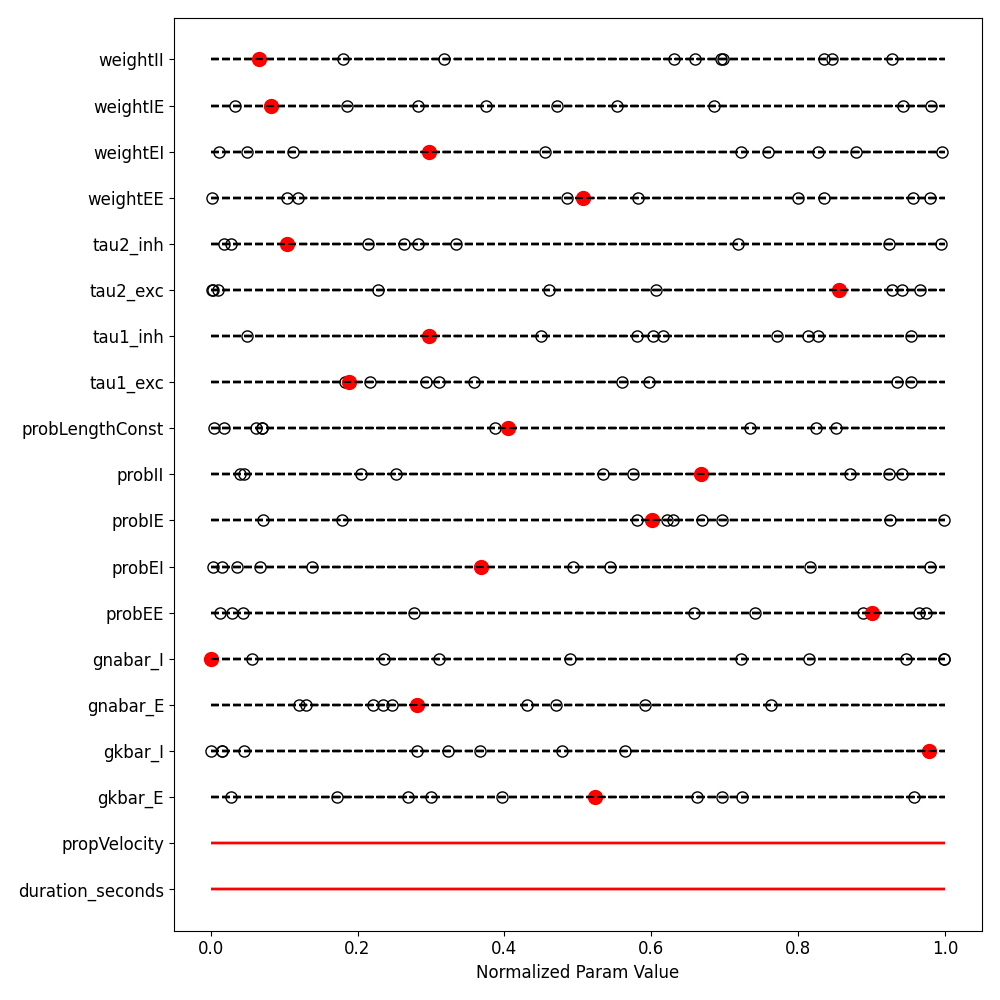 weightII
weightIE
weightEI
weightEE
tau2_inh
tau2_exc
tau1_inh
tau1_exc
probLengthConst
probII
probIE
probEI
probEE
gnabar_I
gnabar_E
gkbar_I
gkbar_E
propVelocity
duration_seconds
0.0 0.2 0.4 0.6 0.8 1.0
Normalized Param Value